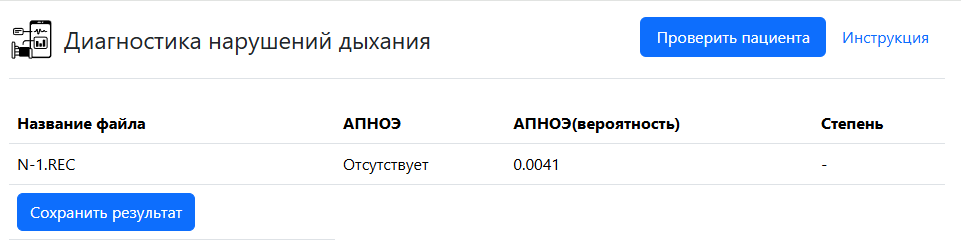 Диагностика нарушений дыхания
Проверить пациента
Инструкция
Название файла АПНОЭ АПНОЭ(вероятность) Степень
N-1.REC Отсутствует 0.0041 -
Сохранить результат